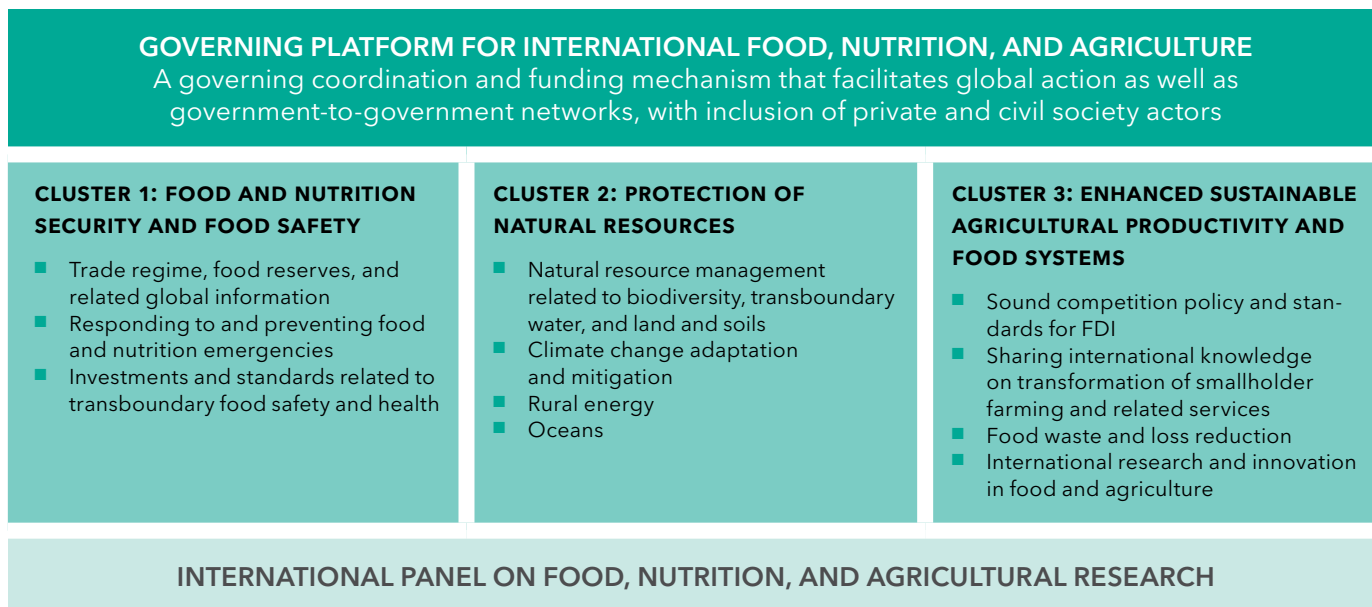 GOVERNING PLATFORM FOR INTERNATIONAL FOOD, NUTRITION, AND AGRICULTURE
A governing coordination and funding mechanism that facilitates global action as well as
government-to-government networks, with inclusion of private and civil society actors
CLUSTER 1: FOOD AND NUTRITION
SECURITY AND FOOD SAFETY
■ Trade regime, food reserves, and
related global information
■ Responding to and preventing food
and nutrition emergencies
■ Investments and standards related to
transboundary food safety and health
CLUSTER 2: PROTECTION OF
NATURAL RESOURCES
■ Natural resource management
related to biodiversity, transboundary
water, and land and soils
■ Climate change adaptation
and mitigation
■ Rural energy
■ Oceans
CLUSTER 3: ENHANCED SUSTAINABLE
AGRICULTURAL PRODUCTIVITY AND
FOOD SYSTEMS
■ Sound competition policy and stan-
dards for FDI
■ Sharing international knowledge
on transformation of smallholder
farming and related services
■ Food waste and loss reduction
■ International research and innovation
in food and agriculture
INTERNATIONAL PANEL ON FOOD, NUTRITION, AND AGRICULTURAL RESEARCH